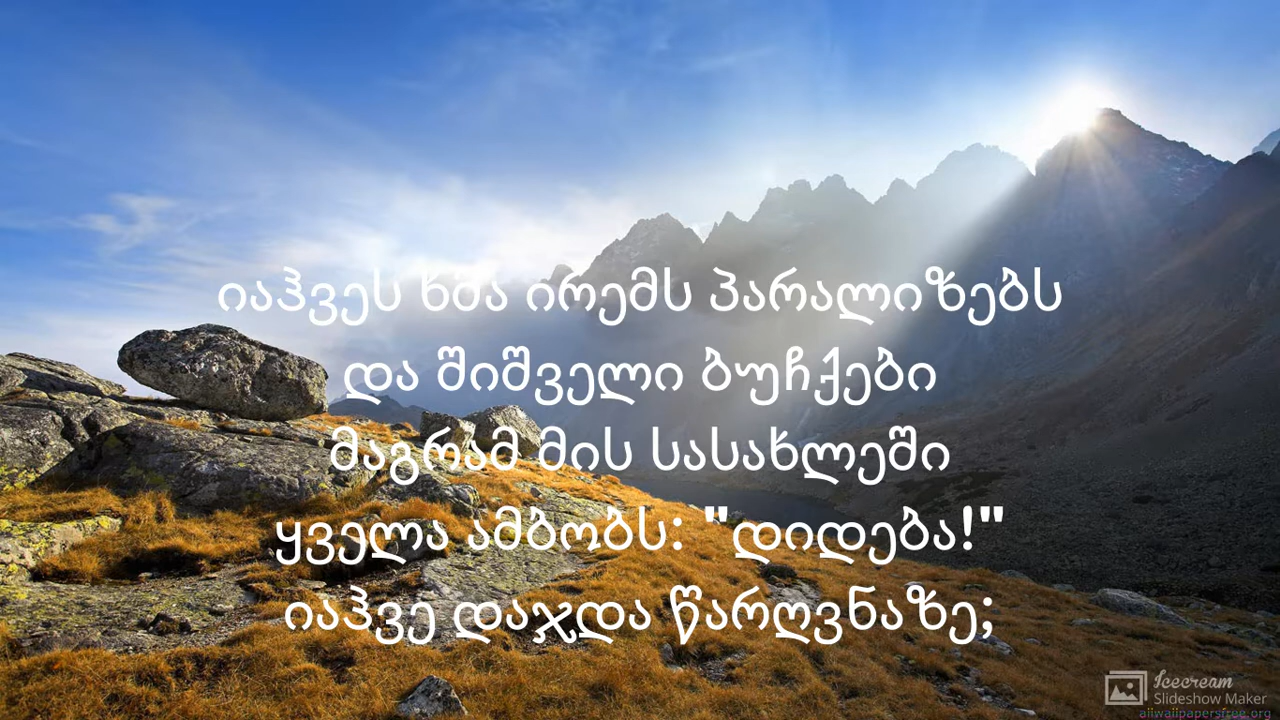 იაჰვეს ხმა ირემს პარალიზებს
და შიშველი ბუჩქები
მაგრამ მის სასახლეში
ყველა ამბობს: "დიდება!"
იაჰვე დაჯდა წარღვნაზე;
Icecream
Slideshow Maker
allwallpapersfree.org